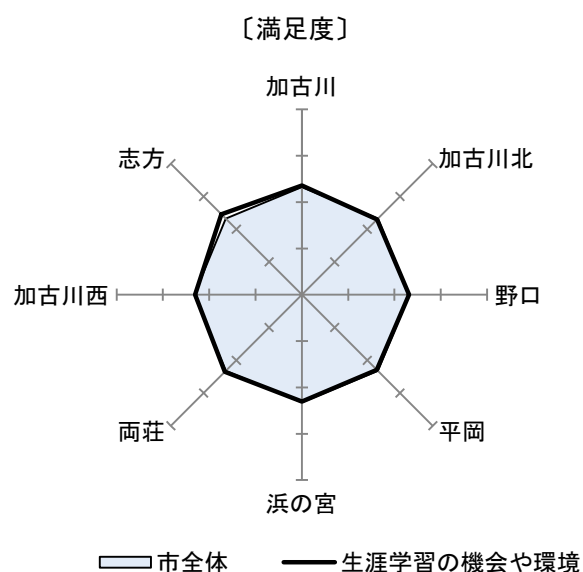 〔満足度〕
加古川
志方
加古川北
加古川西
野口
両荘
平岡
浜の宮
市全体
生涯学習の機会や環境